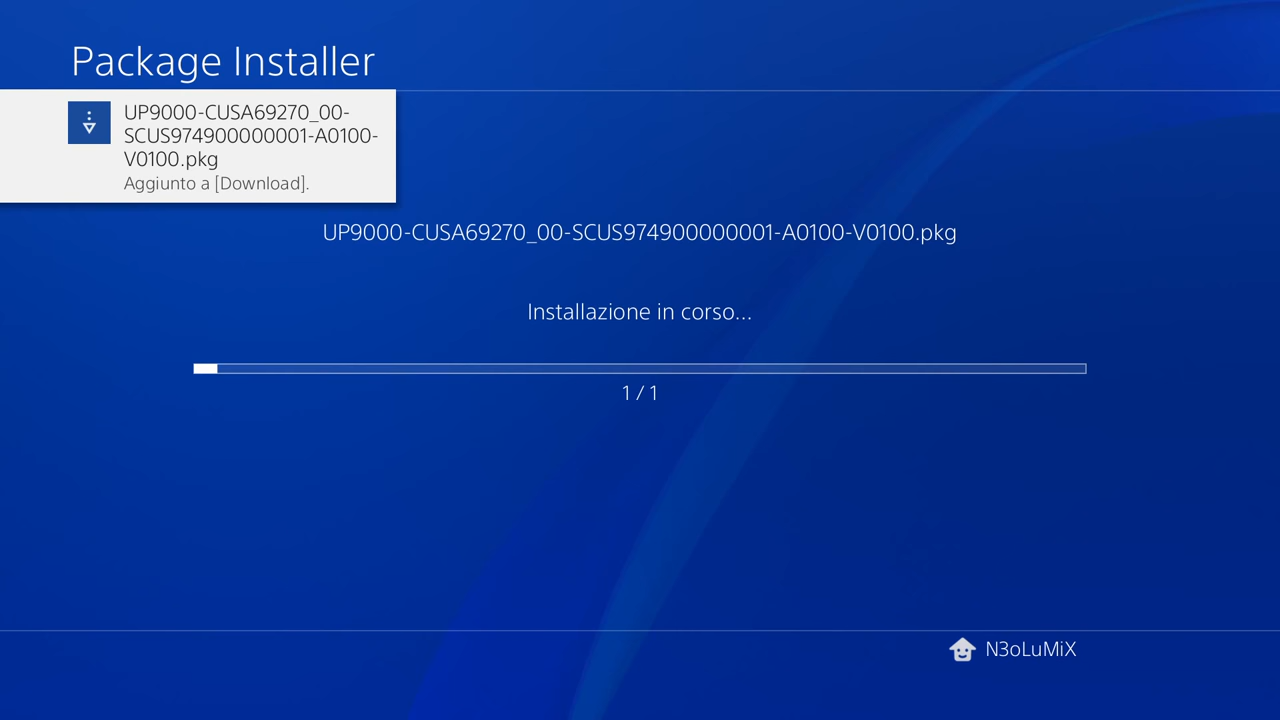 Package Installer
UP9000-CUSA69270_00-
SCUS974900000001-A0100-
V0100.pkg
Aggiunto a [Download].
UP9000-CUSA69270_00-SCUS974900000001-A0100-V0100.pkg
Installazione in corso...
1 / 1
N3oLuMiX